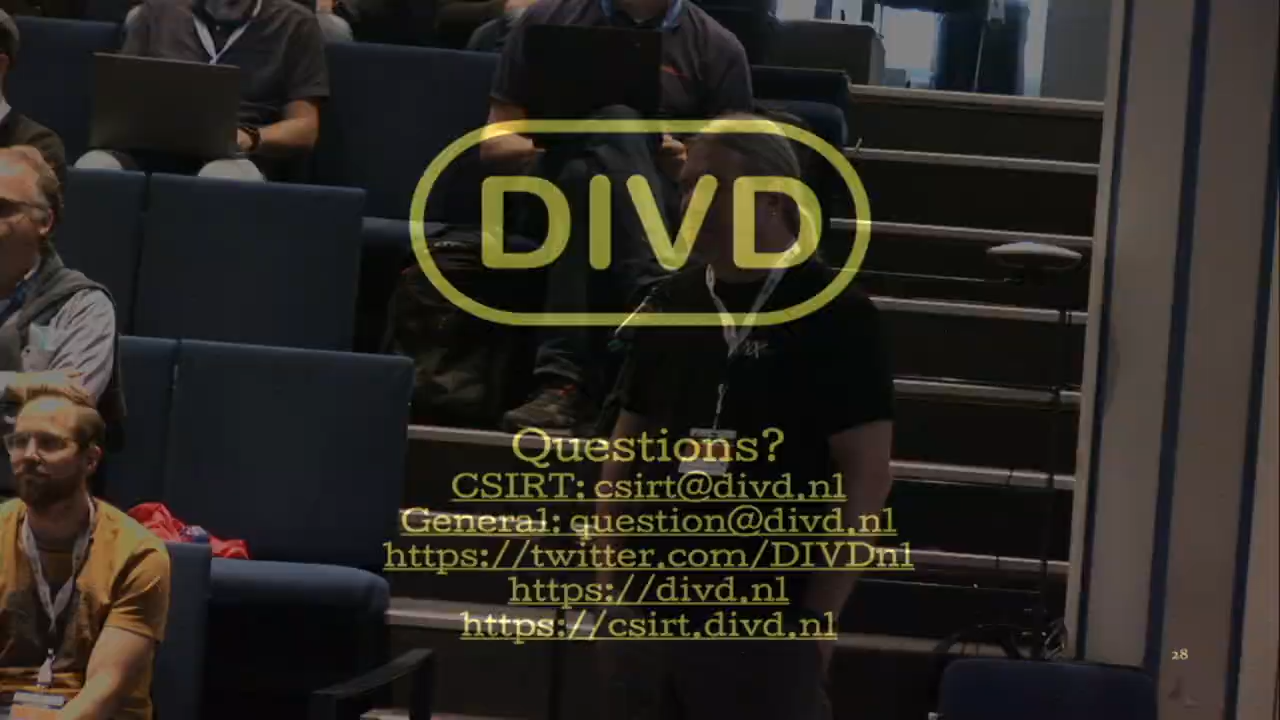 DIVD
Questions?
CSIRT: csirt@divd.nl
General: question@divd.nl
https://twitter.com/DIVDnl
https://divd.nl
https://csirt.divd.nl
28